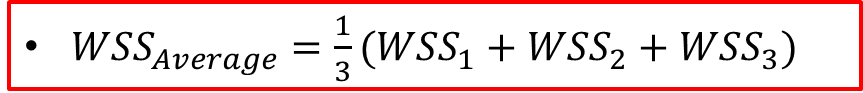 • WSS_Average = 1/3 (WSS_1 + WSS_2 + WSS_3)